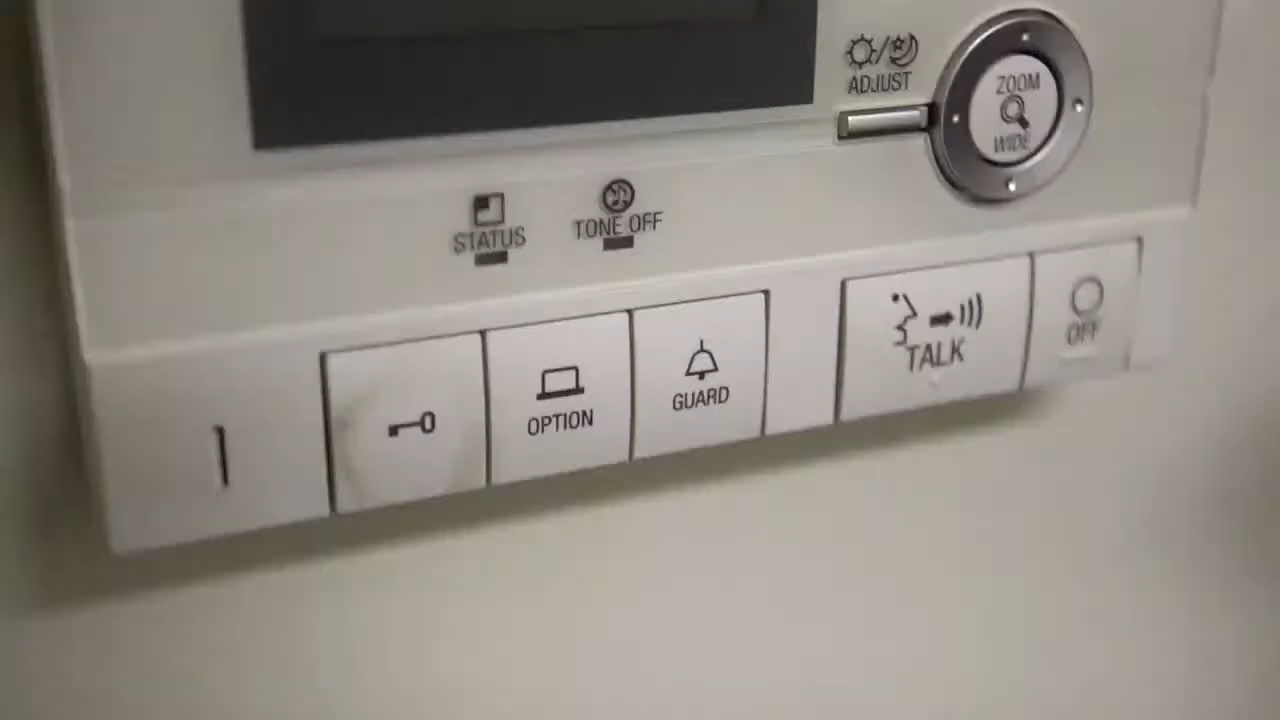 ADJUST
ZOOM
WIDE
STATUS
TONE OFF
OPTION
GUARD
TALK
OFF